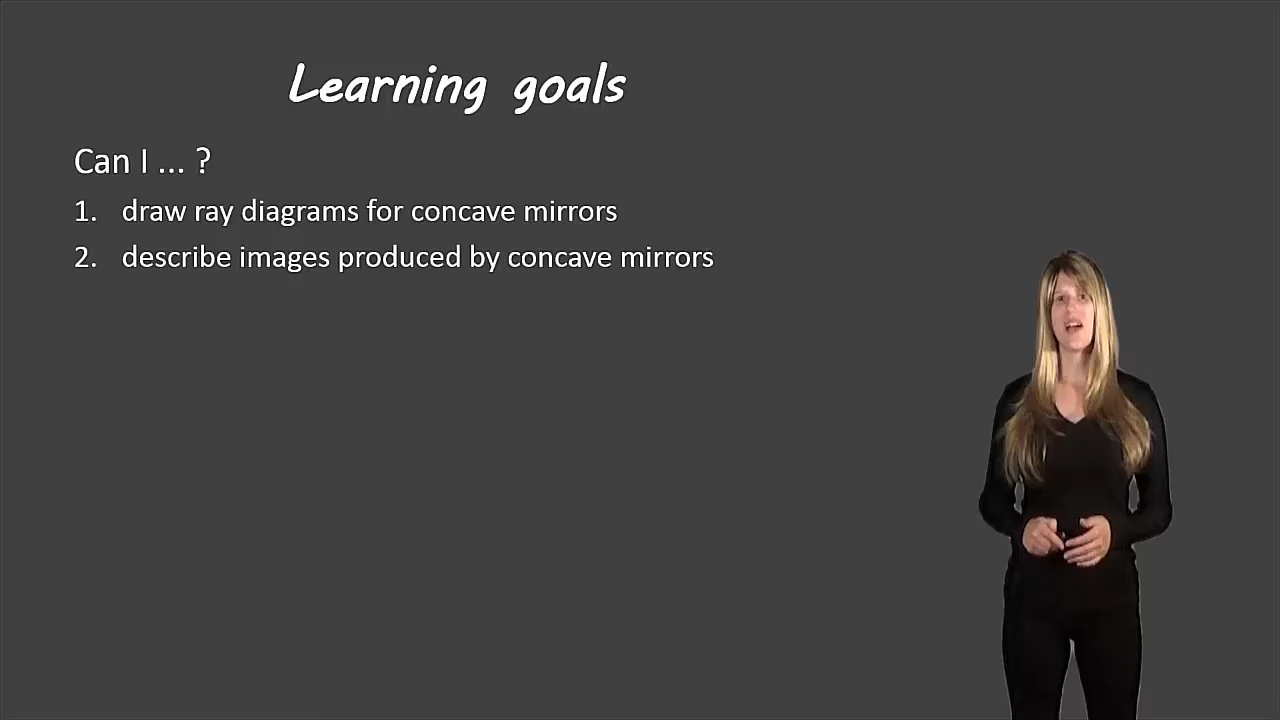 Learning goals
Can I ... ?
1. draw ray diagrams for concave mirrors
2. describe images produced by concave mirrors